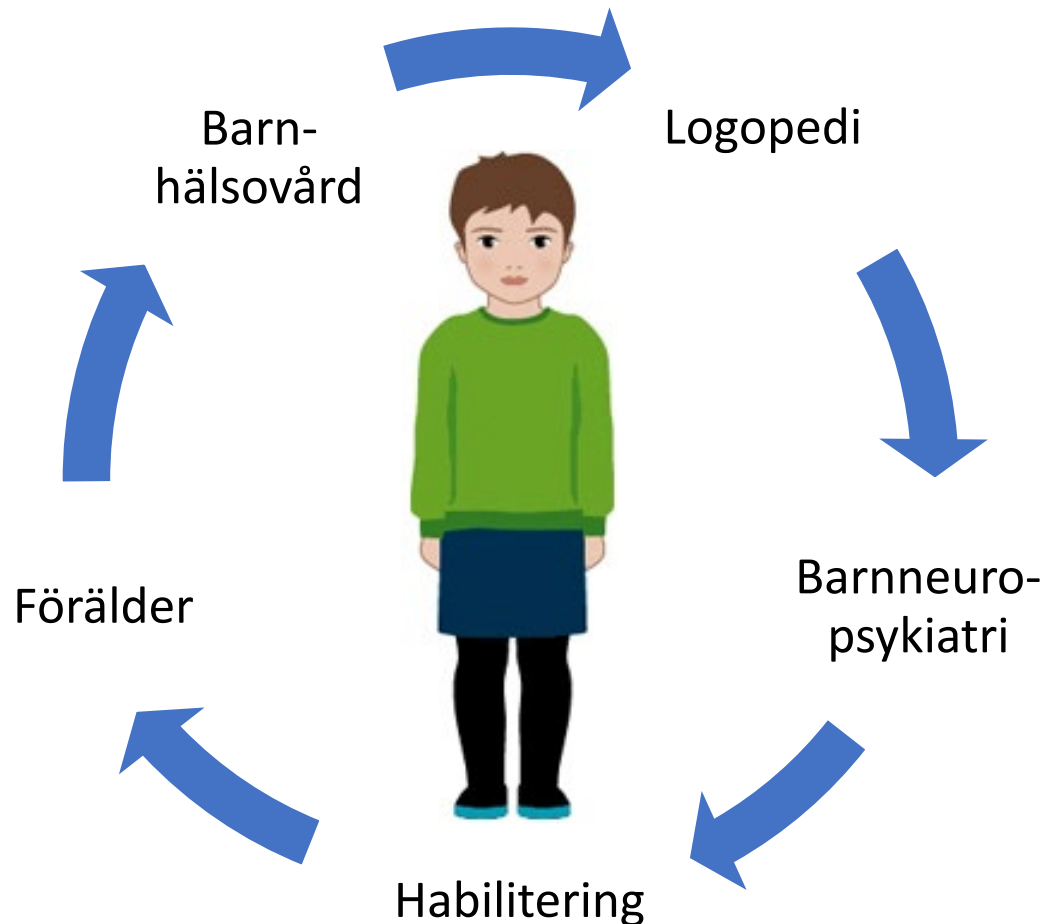 Barn-
hälsovård
Logopedi
Barnneuro-
psykiatri
Habilitering
Förälder